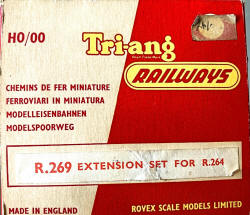 HO/OO
Tri-ang
RAILWAYS
CHEMINS DE FER MINIATURE
FERROVIARI IN MINIATURA
MODELLEISENBAHNEN
MODELSPOORWEG
R.269 EXTENSION SET FOR R.264
MADE IN ENGLAND
ROVEX SCALE MODELS LIMITED